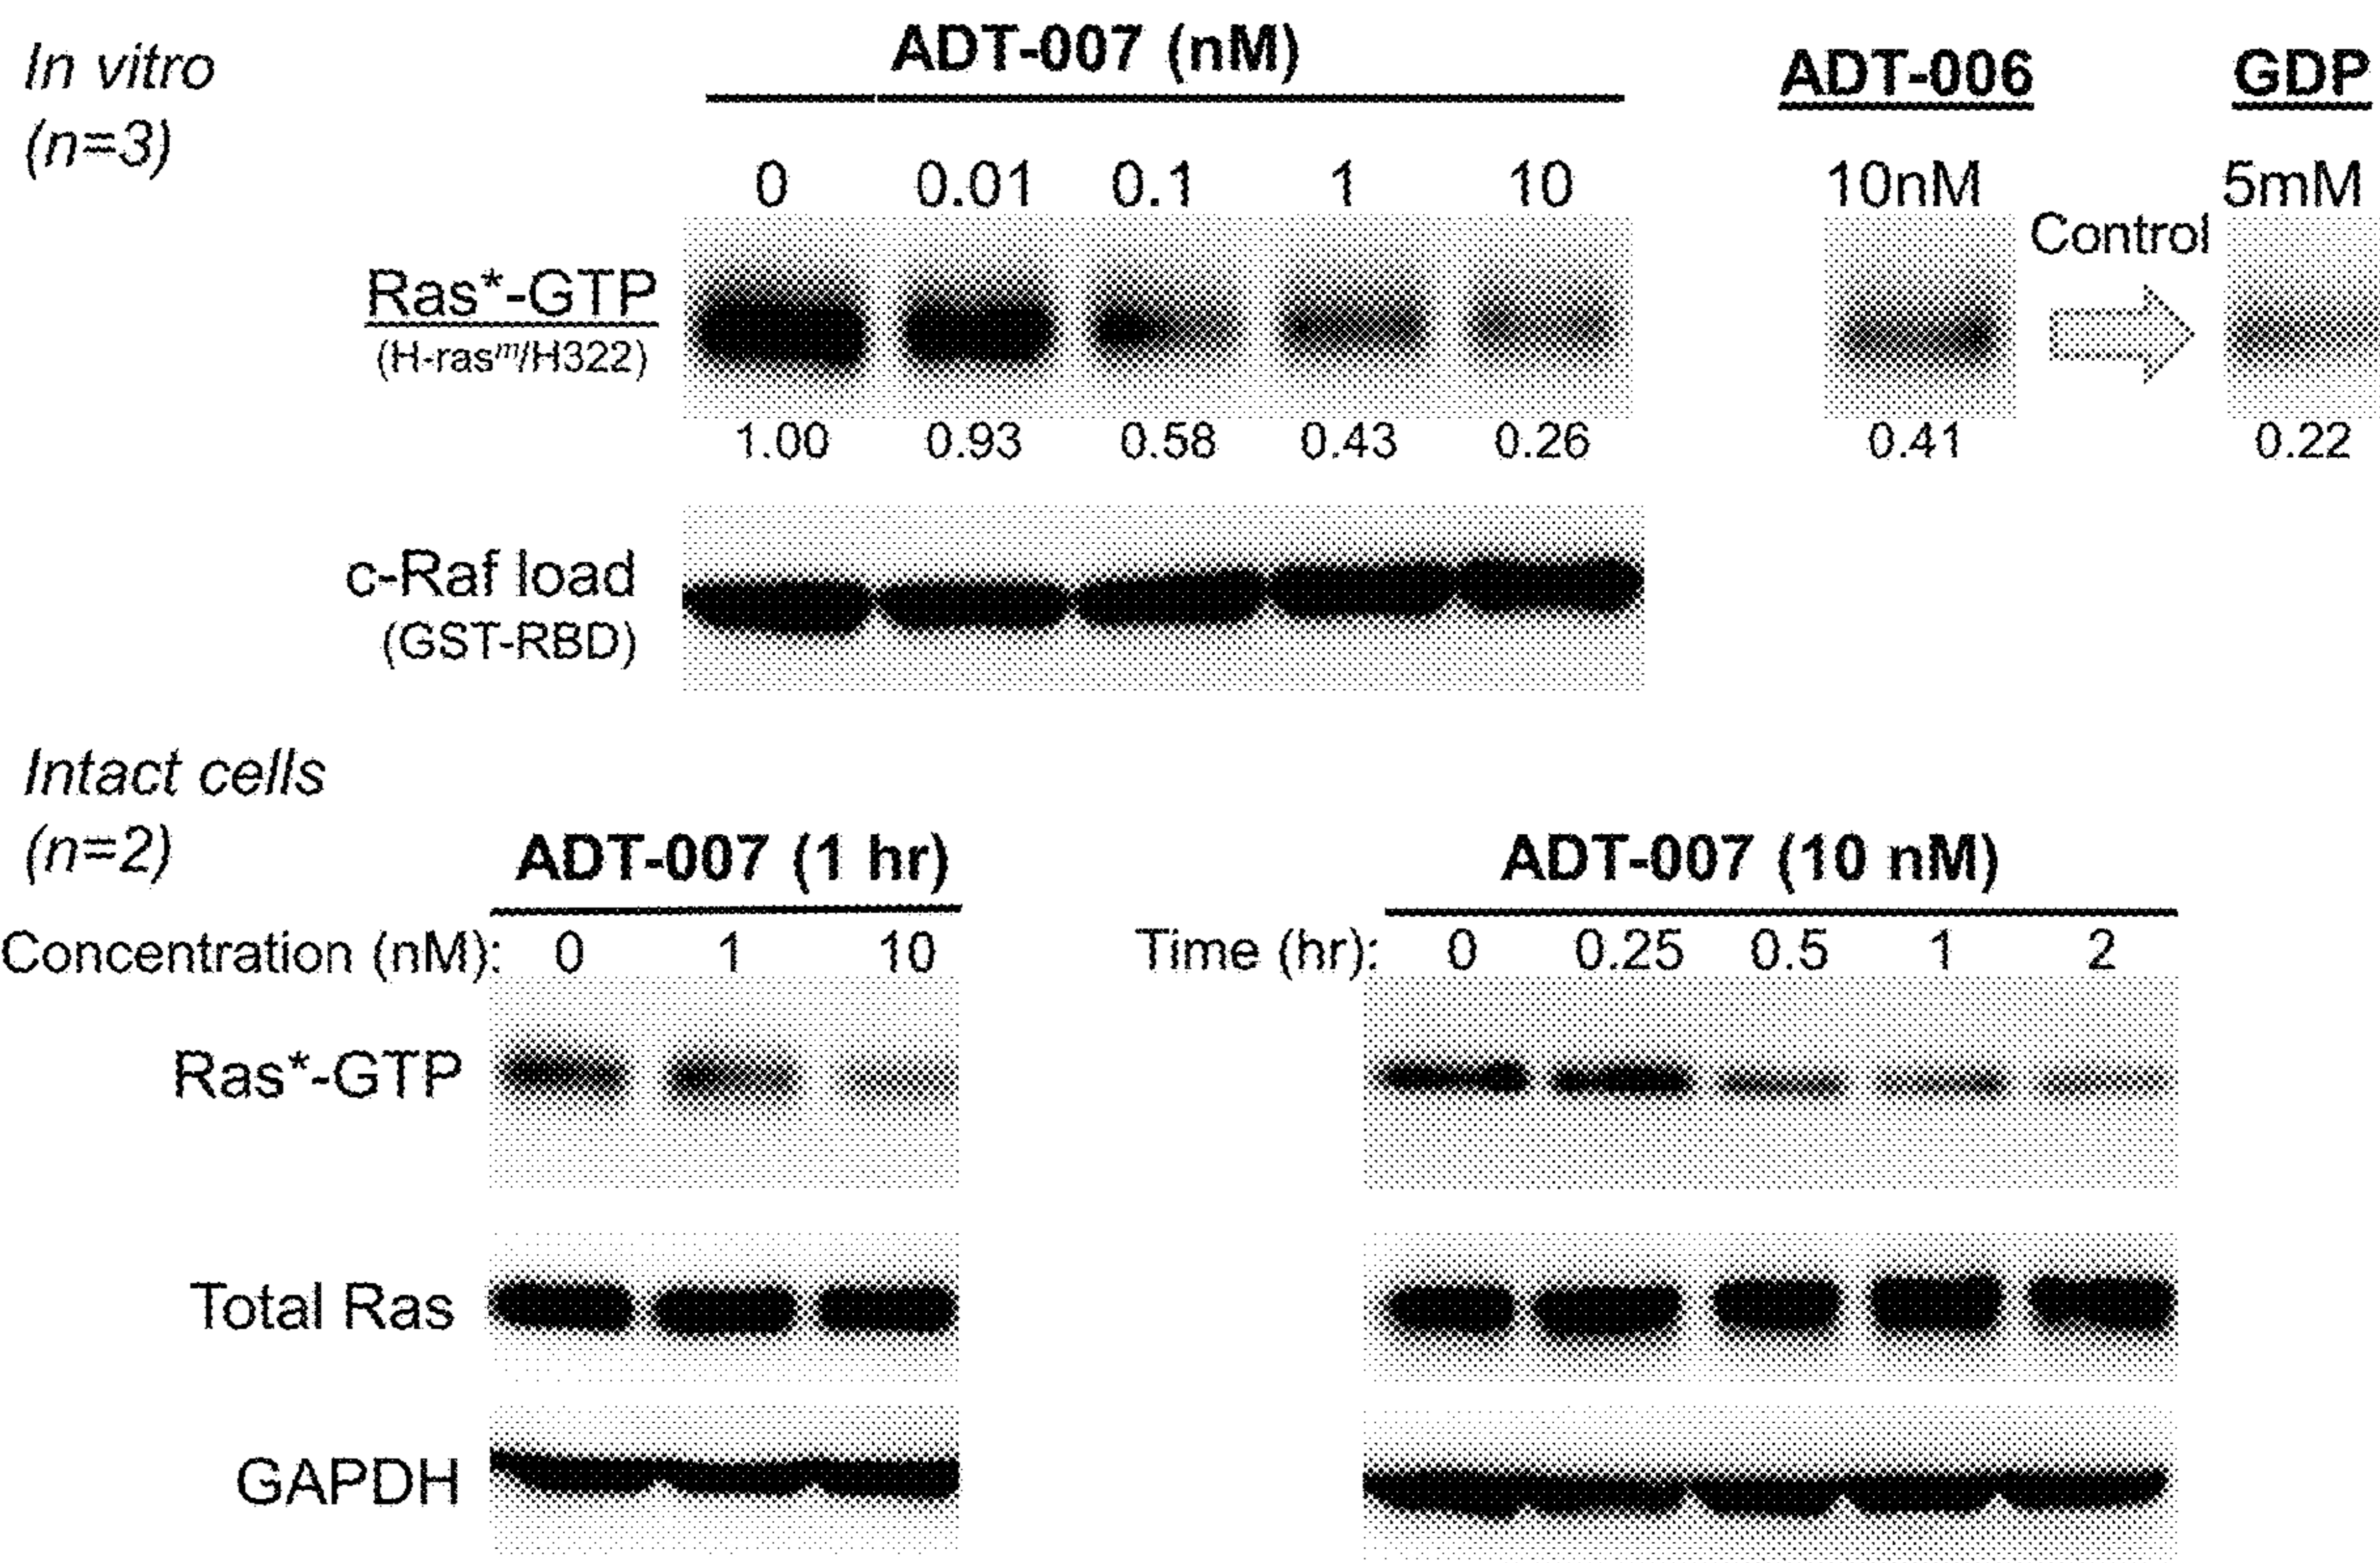 In vitro
(n=3)
ADT-007 (nM)
ADT-006
GDP
0 0.01 0.1 1 10
10nM
5mM
Control
Ras*-GTP
(H-rasᵐ/H322)
1.00 0.93 0.58 0.43 0.26
0.41
0.22
c-Raf load
(GST-RBD)
Intact cells
(n=2)
ADT-007 (1 hr)
ADT-007 (10 nM)
Concentration (nM): 0 1 10
Time (hr): 0 0.25 0.5 1 2
Ras*-GTP
Total Ras
GAPDH